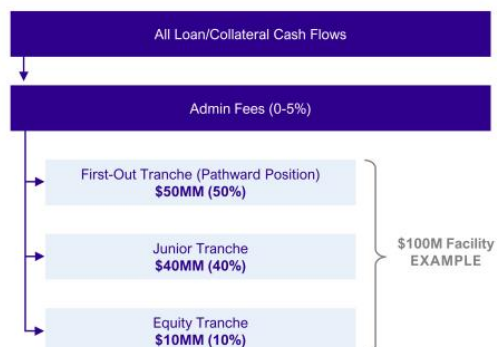 All Loan/Collateral Cash Flows
Admin Fees (0-5%)
First-Out Tranche (Pathward Position)
$50MM (50%)
Junior Tranche
$40MM (40%)
$100M Facility
EXAMPLE
Equity Tranche
$10MM (10%)